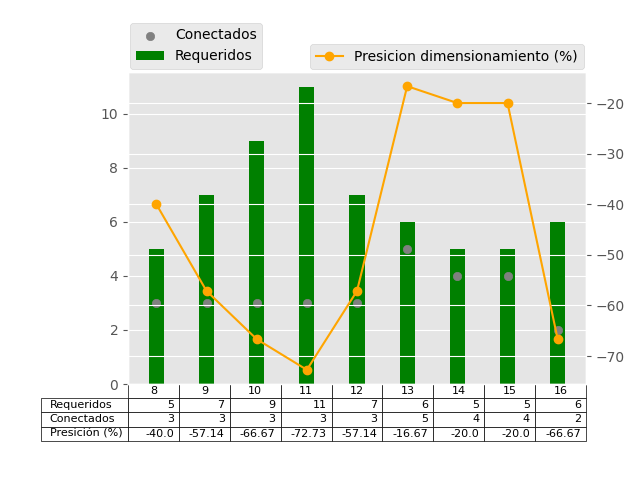 Conectados
Requeridos
Presicion dimensionamiento (%)
10
8
6
4
2
0
−20
−30
−40
−50
−60
−70
8 9 10 11 12 13 14 15 16
Requeridos 5 7 9 11 7 6 5 5 6
Conectados 3 3 3 3 3 5 4 4 2
Presición (%) -40.0 -57.14 -66.67 -72.73 -57.14 -16.67 -20.0 -20.0 -66.67